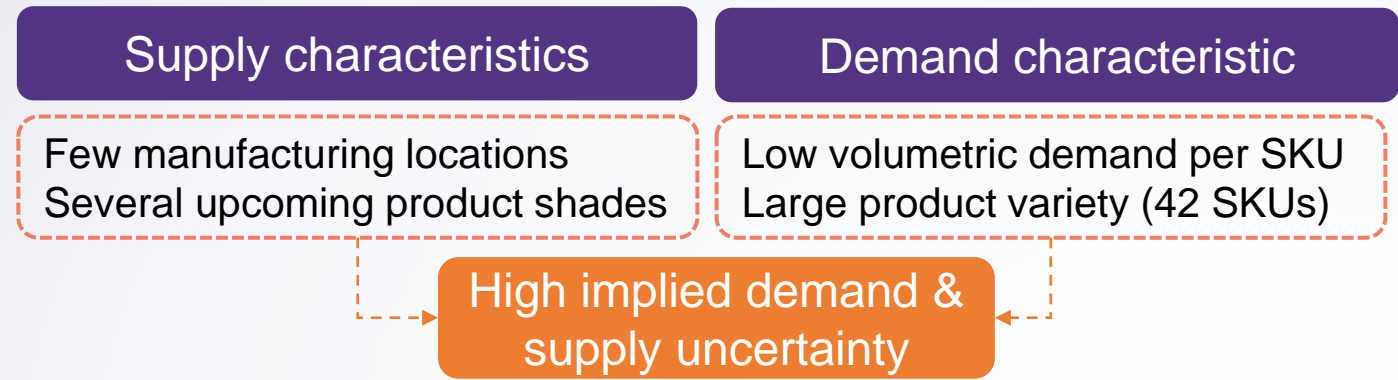 Supply characteristics
Demand characteristic
Few manufacturing locations
Several upcoming product shades
Low volumetric demand per SKU
Large product variety (42 SKUs)
High implied demand &
supply uncertainty